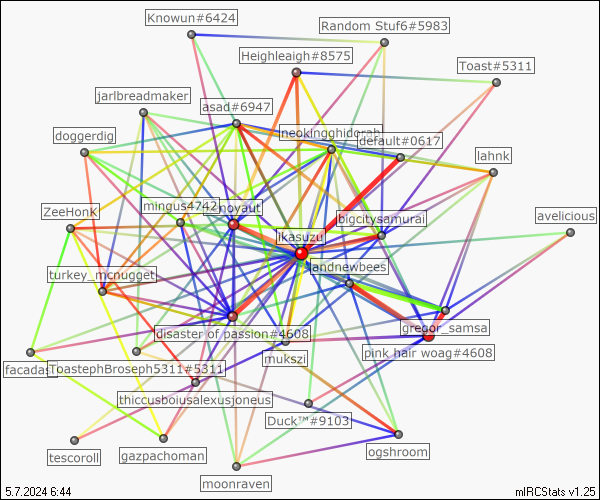 Knowun#6424
Random Stuf6#5983
Heighleaigh#8575
Toast#5311
jarlbreadmaker
asad#6947
neokingghidorah
default#0617
doggerdig
lahnk
mingus4742
noyaut
bigcitysamurai
avelicious
ZeeHonK
ikasuzu
landnewbees
turkey_mcnugget
disaster of passion#4608
gregor_samsa
mukszi
pink hair woag#4608
facadas
ToastephBroseph5311#5311
thiccusboiusalexusjoneus
Duck™#9103
ogshroom
tescoroll
gazpachoman
moonraven
5.7.2024 6:44
mIRCStats v1.25